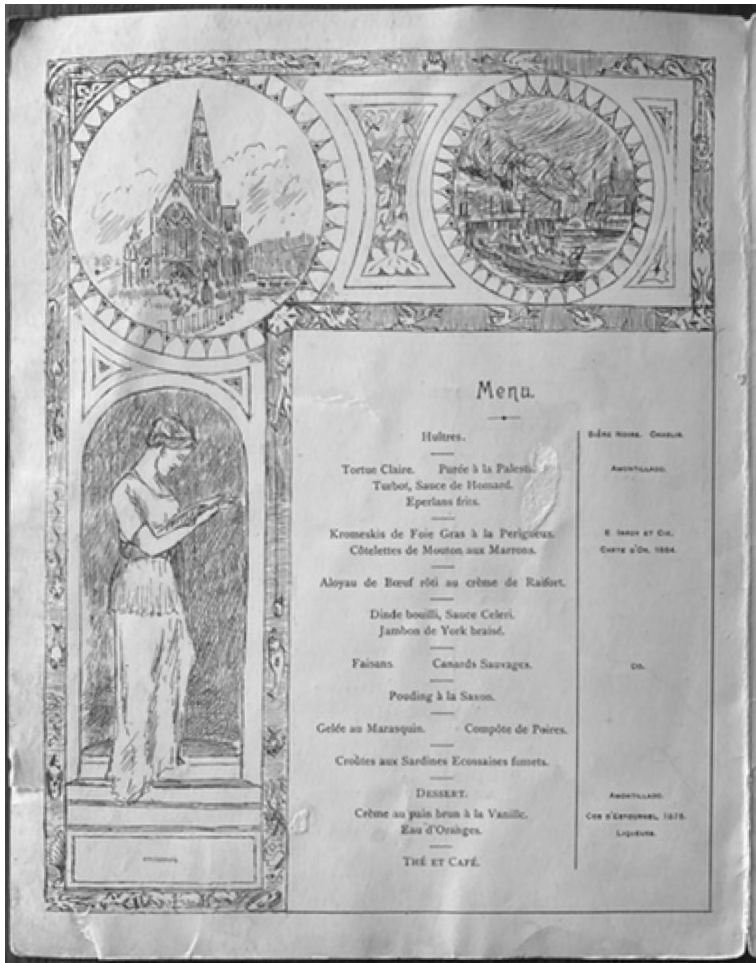 Menu.
Huîtres.
BIÈRE NOIRE. CHABLIS.
Tortue Claire. Purée à la
AMONTILLADO.
Turbot, Sauce de Homard.
Eperlans frits.
Kromeskis de Foie Gras à la Perigueux.
Côtelettes de Mouton aux Marrons.
E. IRROY ET CIE.
CARTE D'OR, 1884.
Aloyau de Bœuf rôti au crème de Raifort.
Dinde bouilli, Sauce Celeri.
Jambon de York braisé.
Faisans. Canards Sauvages.
DO.
Pouding à la Saxon.
Gelée au Marasquin. Compôte de Poires.
Croûtes aux Sardines Ecossaises fumets.
DESSERT.
AMONTILLADO.
Crème au pain brun à la Vanille.
COS D'ESTOURNEL, 1878.
Eau d'Oranges.
LIQUEURS.
THÉ ET CAFÉ.